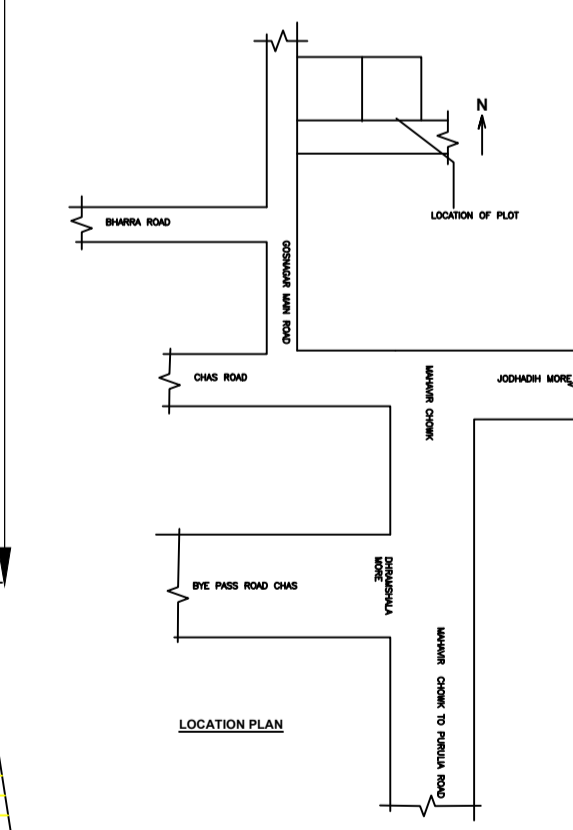 N
LOCATION OF PLOT
BHARRA ROAD
GOSNAGAR MAIN ROAD
CHAS ROAD
MAHAVIR CHOWK
JODHADIH MORE
BYE PASS ROAD CHAS
DHRAMSHALA
MORE
MAHAVIR CHOWK TO PURULIA ROAD
LOCATION PLAN